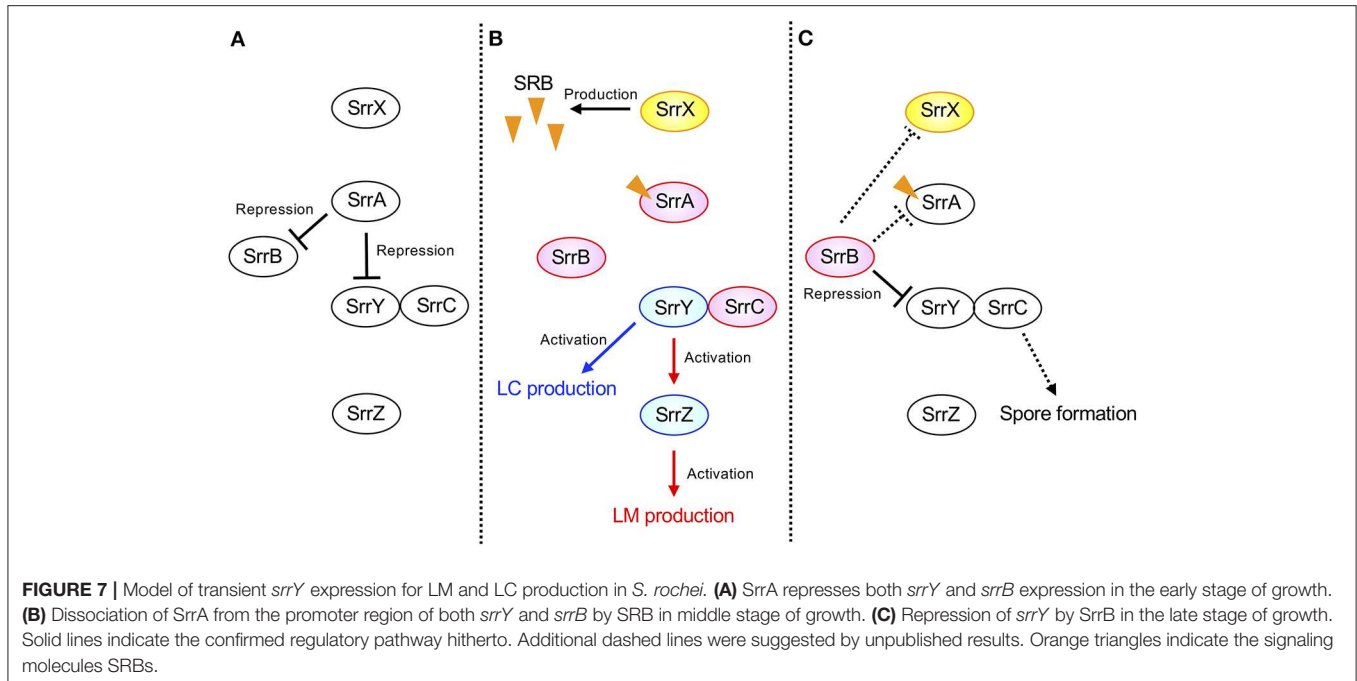 A
SrrX
SrrA
Repression
Repression
SrrB
SrrY SrrC
SrrZ
B
SRB
Production
SrrX
SrrA
SrrB
SrrY SrrC
Activation
Activation
LC production
SrrZ
Activation
LM production
C
SrrX
SrrA
SrrB
Repression
SrrY SrrC
SrrZ
Spore formation
FIGURE 7 | Model of transient srrY expression for LM and LC production in S. rochei. (A) SrrA represses both srrY and srrB expression in the early stage of growth.
(B) Dissociation of SrrA from the promoter region of both srrY and srrB by SRB in middle stage of growth. (C) Repression of srrY by SrrB in the late stage of growth.
Solid lines indicate the confirmed regulatory pathway hitherto. Additional dashed lines were suggested by unpublished results. Orange triangles indicate the signaling
molecules SRBs.